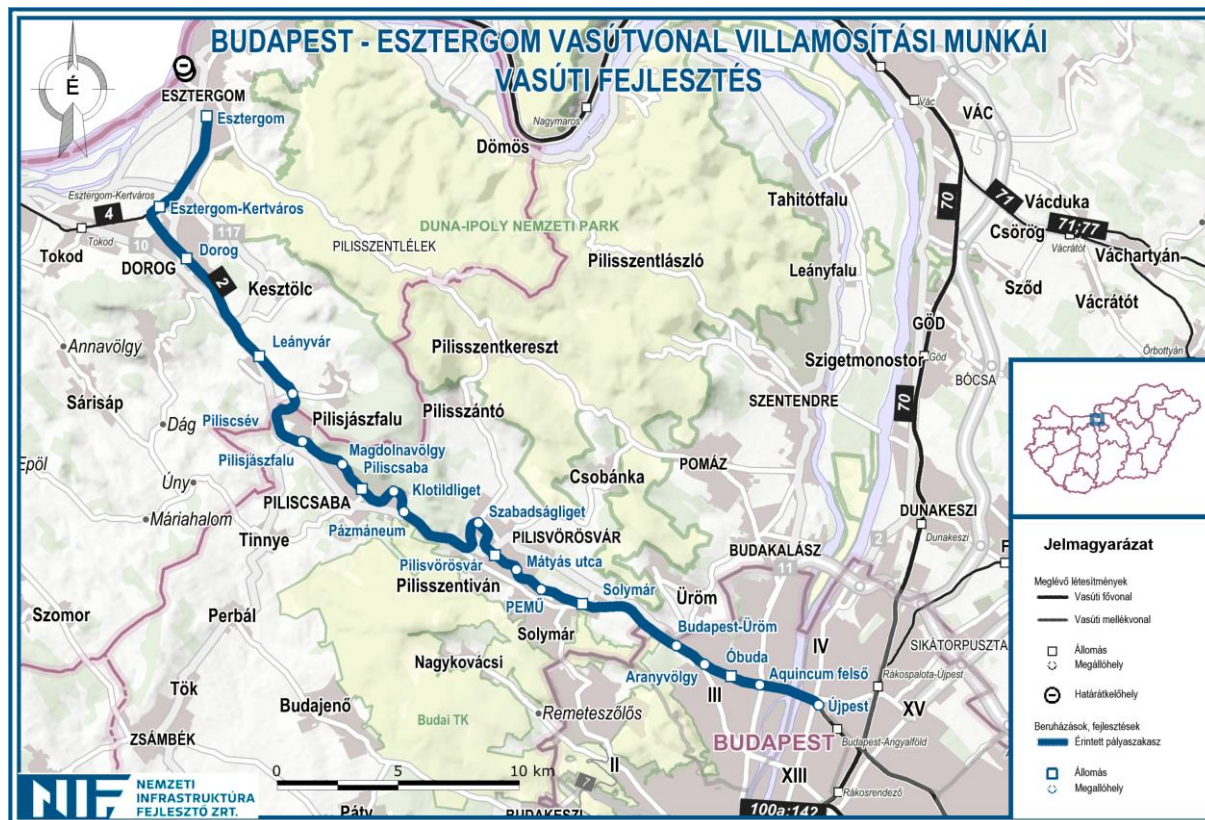 BUDAPEST - ESZTERGOM VASÚTVONAL VILLAMOSÍTÁSI MUNKÁI
VASÚTI FEJLESZTÉS
É
ESZTERGOM
Esztergom
Nagymaros
Dömös
Vác
VÁC
Esztergom-Kertváros
Esztergom-Kertváros
4
Tokod
Tokod
10
117
DOROG
Dorog
2
Kesztölc
DUNA-IPOLY NEMZETI PARK
PILISSZENTLÉLEK
Pilisszentlászló
Tahitótfalu
Leányfalu
70
71
Vácduka
Csörög
71;77
Vácrátót
Váchartyán
Sződ
Vácrátót
Őrbottyán
GÖD
Göd
Szigetmonostor
70
BÓCSA
Annavölgy
Leányvár
Pilisszentkereszt
Sárisáp
Dág
Piliscsév
Pilisjászfalu
Pilisszántó
SZENTENDRE
Pilisjászfalu
Magdolnavölgy
Piliscsaba
Epöl
Úny
Máriahalom
PILISCSABA
Klotildliget
Csobánka
POMÁZ
Tinnye
Pázmáneum
Szabadságliget
PILISVÖRÖSVÁR
DUNAKESZI
Dunakeszi
2
BUDAKALÁSZ
11
Pilisvörösvár
Mátyás utca
Pilisszentiván
Szomor
Perbál
PEMÜ
Solymár
Solymár
Üröm
Budapest-Üröm
IV
SIKÁTORPUSZTA
Nagykovácsi
Aranyvölgy
Óbuda
Aquincum felső
Rákospalota-Újpest
III
Újpest
XV
Tök
Budajenő
Budai TK
Remeteszőlős
BUDAPEST
Budapest-Angyalföld
ZSÁMBÉK
II
XIII
0 5 10 km
7
Rákosrendező
100a;142
Páty
BUDAKESZI
NIF
NEMZETI
INFRASTRUKTÚRA
FEJLESZTŐ ZRT.
Jelmagyarázat
Meglévő létesítmények
Vasúti fővonal
Vasúti mellékvonal
Állomás
Megállóhely
Határátkelőhely
Beruházások, fejlesztések
Érintett pályaszakasz
Állomás
Megallóhely